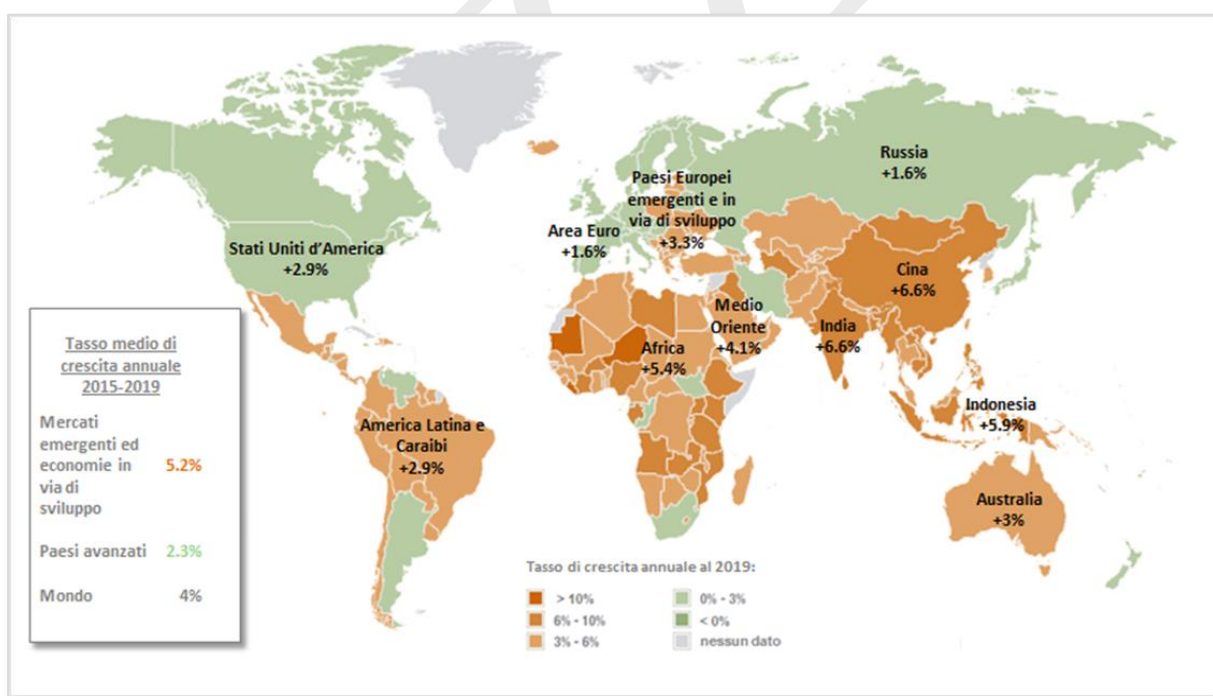 Russia
+1.6%
Paesi Europei
emergenti e in
via di sviluppo
+3.3%
Area Euro
+1.6%
Stati Uniti d'America
+2.9%
Cina
+6.6%
Medio
Oriente
+4.1%
India
+6.6%
Africa
+5.4%
Indonesia
+5.9%
America Latina e
Caraibi
+2.9%
Australia
+3%
Tasso medio di
crescita annuale
2015-2019
Mercati
emergenti ed
economie in
via di
sviluppo
5.2%
Paesi avanzati 2.3%
Mondo 4%
Tasso di crescita annuale al 2019:
> 10%
6% - 10%
3% - 6%
0% - 3%
< 0%
nessun dato